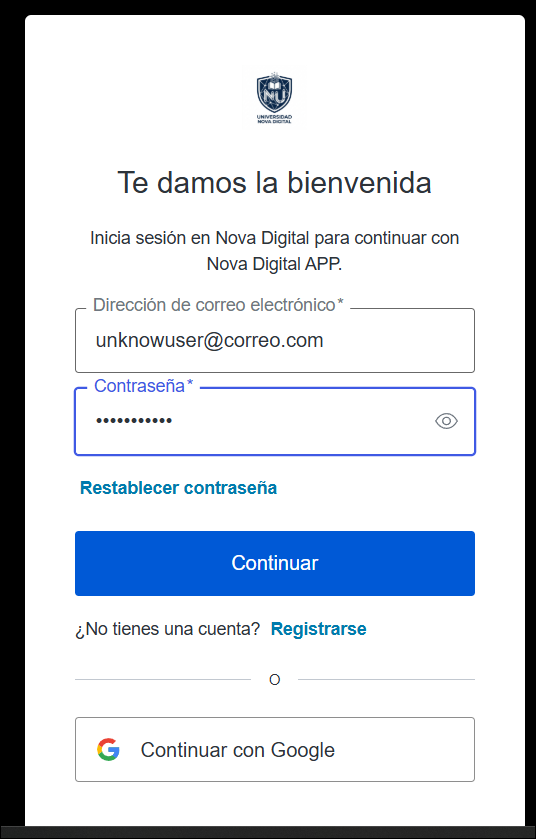 NU
UNIVERSIDAD
NOVA DIGITAL
Te damos la bienvenida
Inicia sesión en Nova Digital para continuar con
Nova Digital APP.
Dirección de correo electrónico*
unknowuser@correo.com
Contraseña*
•••••••••••
Restablecer contraseña
Continuar
¿No tienes una cuenta? Registrarse
O
Continuar con Google